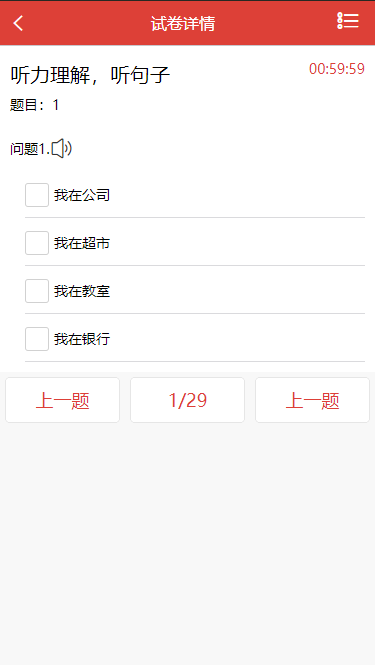 试卷详情
听力理解，听句子
00:59:59
题目：1
问题1.
我在公司
我在超市
我在教室
我在银行
上一题
1/29
上一题